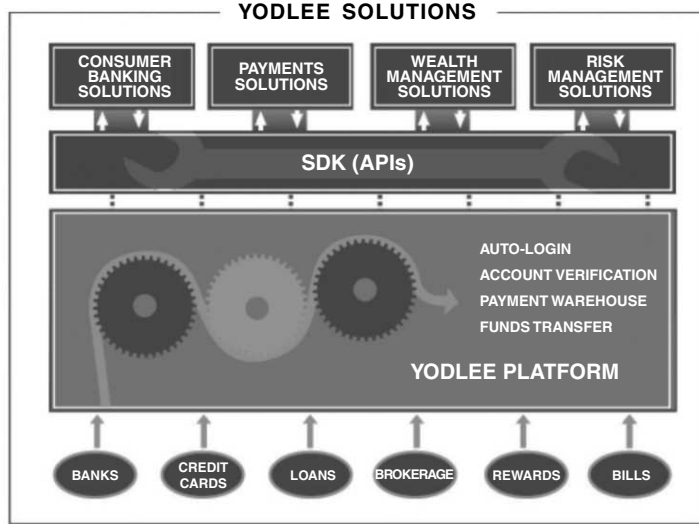 YODLEE SOLUTIONS
CONSUMER
BANKING
SOLUTIONS
PAYMENTS
SOLUTIONS
WEALTH
MANAGEMENT
SOLUTIONS
RISK
MANAGEMENT
SOLUTIONS
SDK (APIs)
AUTO-LOGIN
ACCOUNT VERIFICATION
PAYMENT WAREHOUSE
FUNDS TRANSFER
YODLEE PLATFORM
BANKS
CREDIT
CARDS
LOANS
BROKERAGE
REWARDS
BILLS